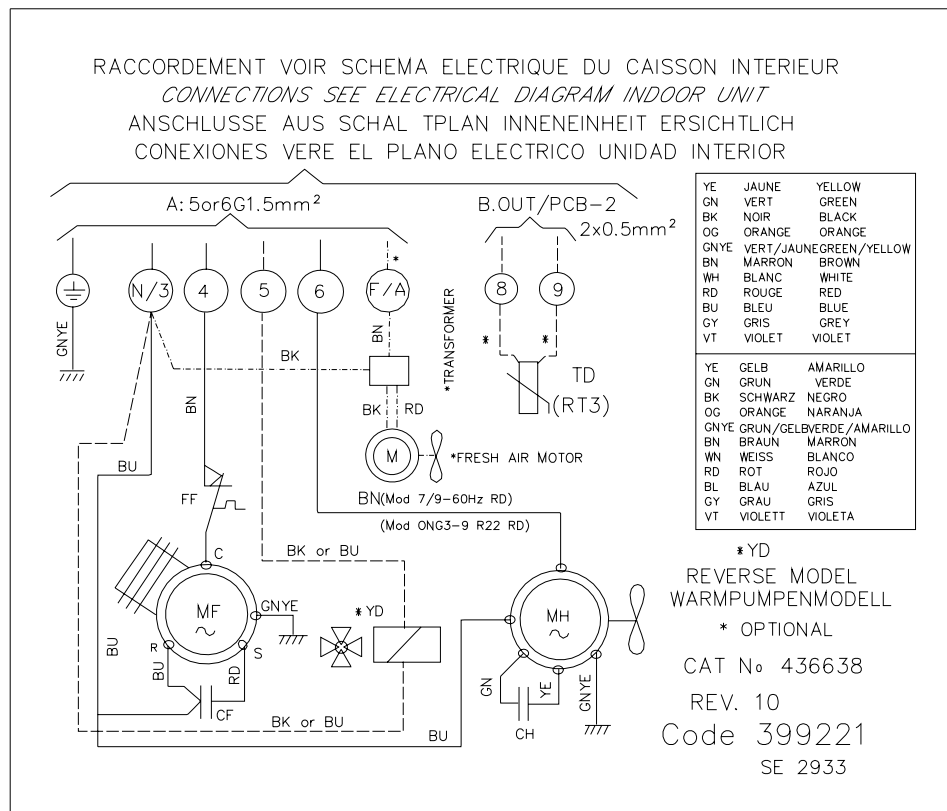 RACCORDEMENT VOIR SCHEMA ELECTRIQUE DU CAISSON INTERIEUR
CONNECTIONS SEE ELECTRICAL DIAGRAM INDOOR UNIT
ANSCHLUSSE AUS SCHAL TPLAN INNENEINHEIT ERSICHTLICH
CONEXIONES VERE EL PLANO ELECTRICO UNIDAD INTERIOR
A: 5or6G1.5mm²
B.OUT/PCB-2
2x0.5mm²
*
N/3 4 5 6 F/A 8 9
GNYE
BN
*TRANSFORMER
* *
BK
BN
TD
(RT3)
BK RD
M
*FRESH AIR MOTOR
BU
FF
BN(Mod 7/9-60Hz RD)
(Mod ONG3-9 R22 RD)
BK or BU
C
MF
~
GNYE
R
S
*YD
MH
~
BU
BU
RD
CF
BK or BU
BU
GN
YE
GNYE
CH
YE JAUNE YELLOW
GN VERT GREEN
BK NOIR BLACK
OG ORANGE ORANGE
GNYE VERT/JAUNEGREEN/YELLOW
BN MARRON BROWN
WH BLANC WHITE
RD ROUGE RED
BU BLEU BLUE
GY GRIS GREY
VT VIOLET VIOLET
YE GELB AMARILLO
GN GRUN VERDE
BK SCHWARZ NEGRO
OG ORANGE NARANJA
GNYE GRUN/GELBVERDE/AMARILLO
BN BRAUN MARRON
WN WEISS BLANCO
RD ROT ROJO
BL BLAU AZUL
GY GRAU GRIS
VT VIOLETT VIOLETA
*YD
REVERSE MODEL
WARMPUMPENMODELL
* OPTIONAL
CAT No 436638
REV. 10
Code 399221
SE 2933